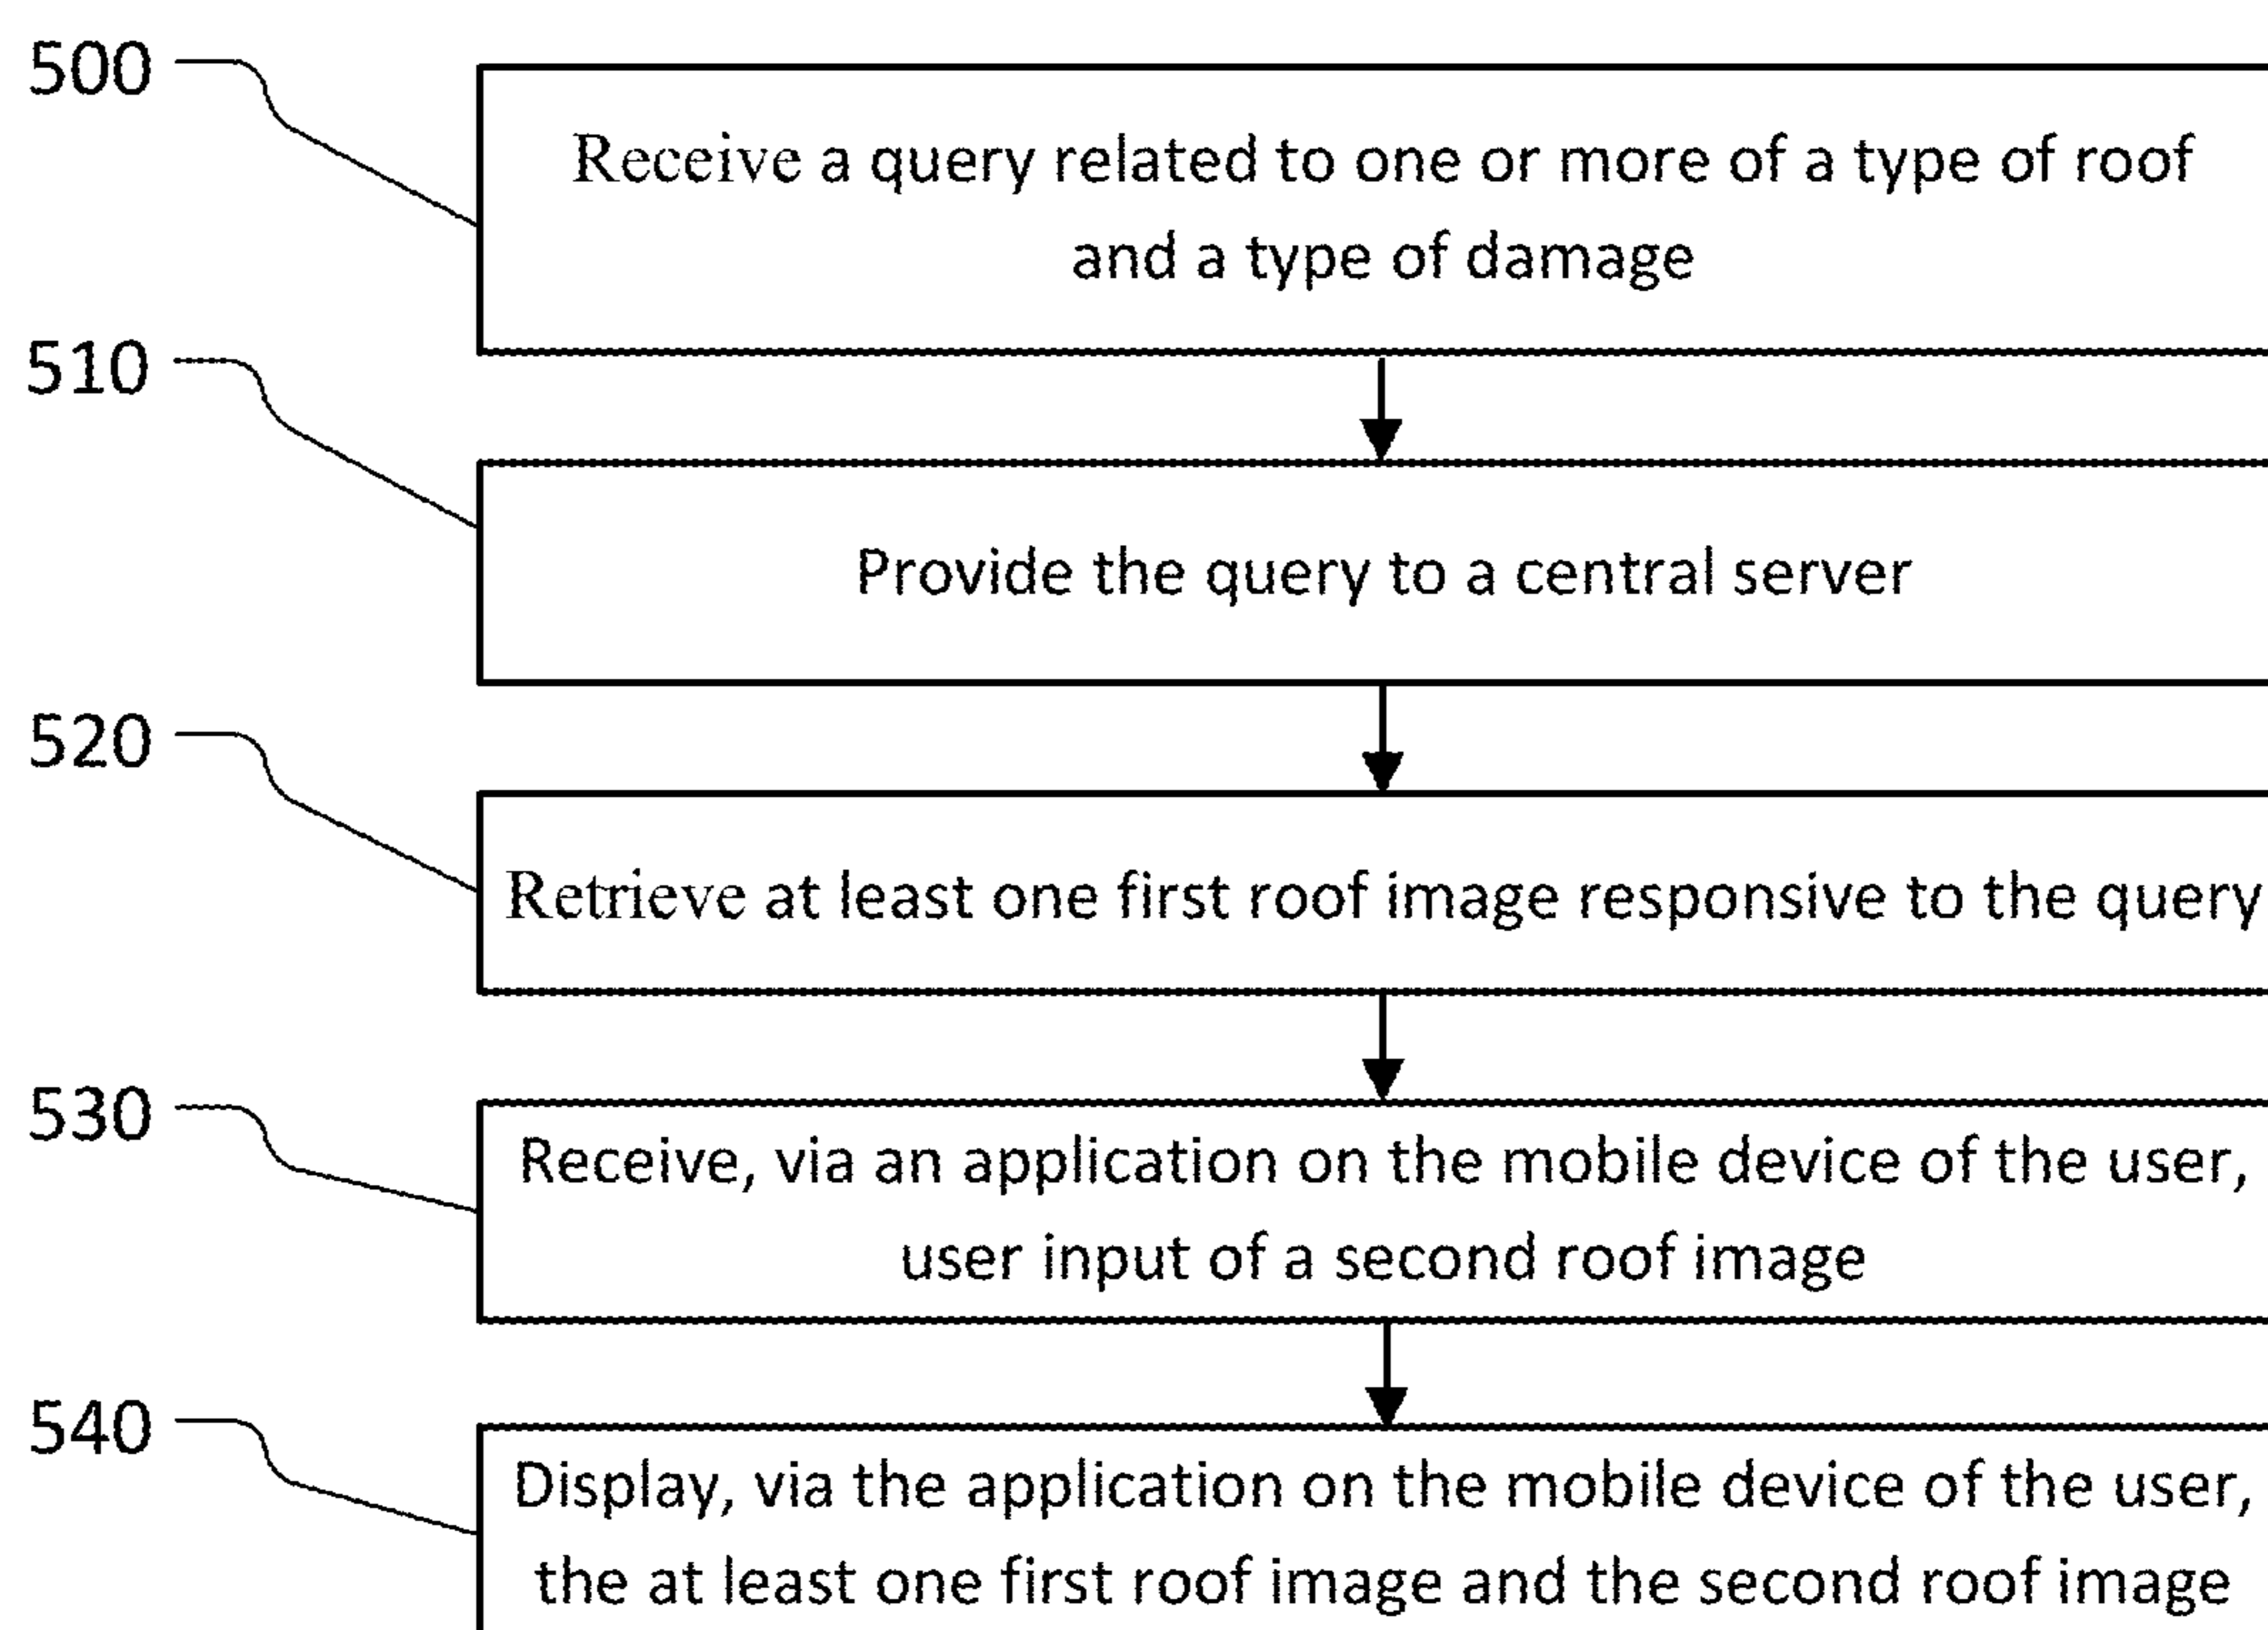 500
Receive a query related to one or more of a type of roof
and a type of damage
510
Provide the query to a central server
520
Retrieve at least one first roof image responsive to the query
530
Receive, via an application on the mobile device of the user,
user input of a second roof image
540
Display, via the application on the mobile device of the user,
the at least one first roof image and the second roof image